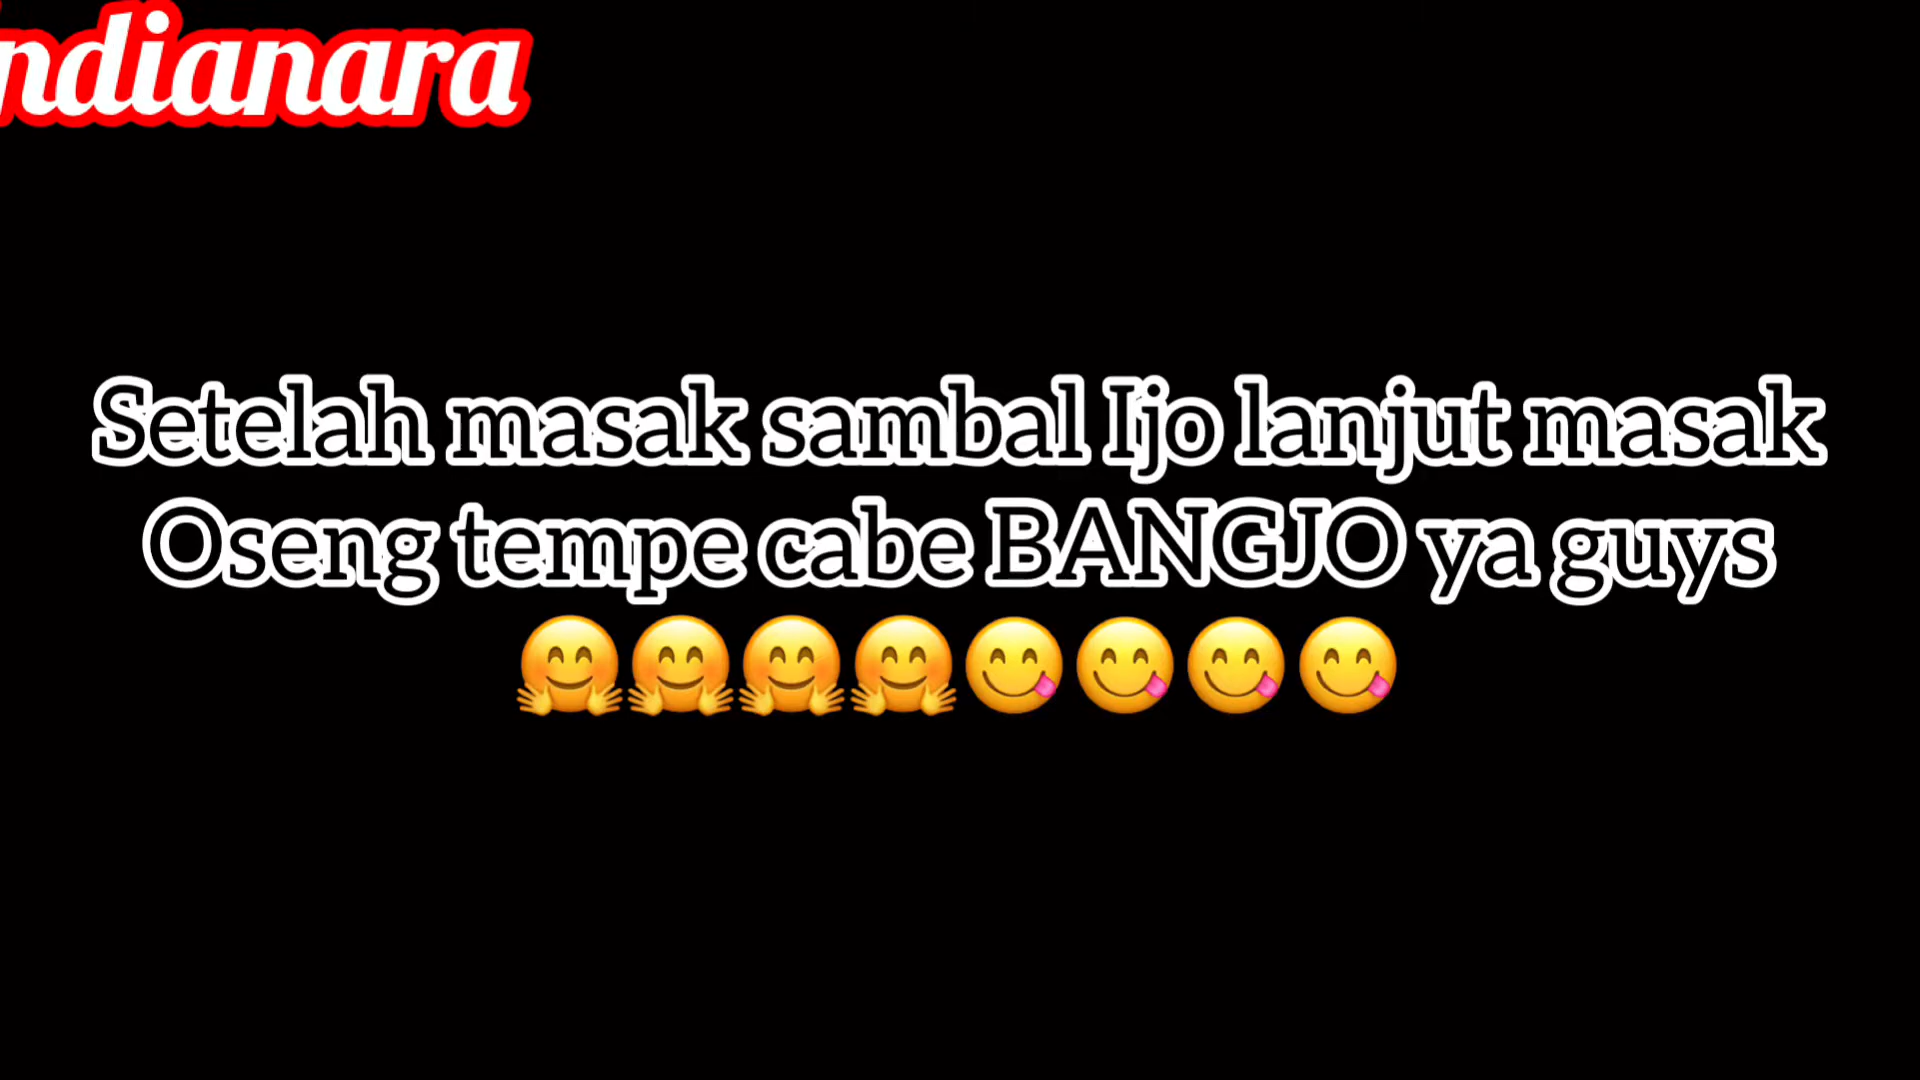 ndianara
Setelah masak sambal Ijo lanjut masak
Oseng tempe cabe BANGJO ya guys
🤗🤗🤗🤗😋😋😋😋